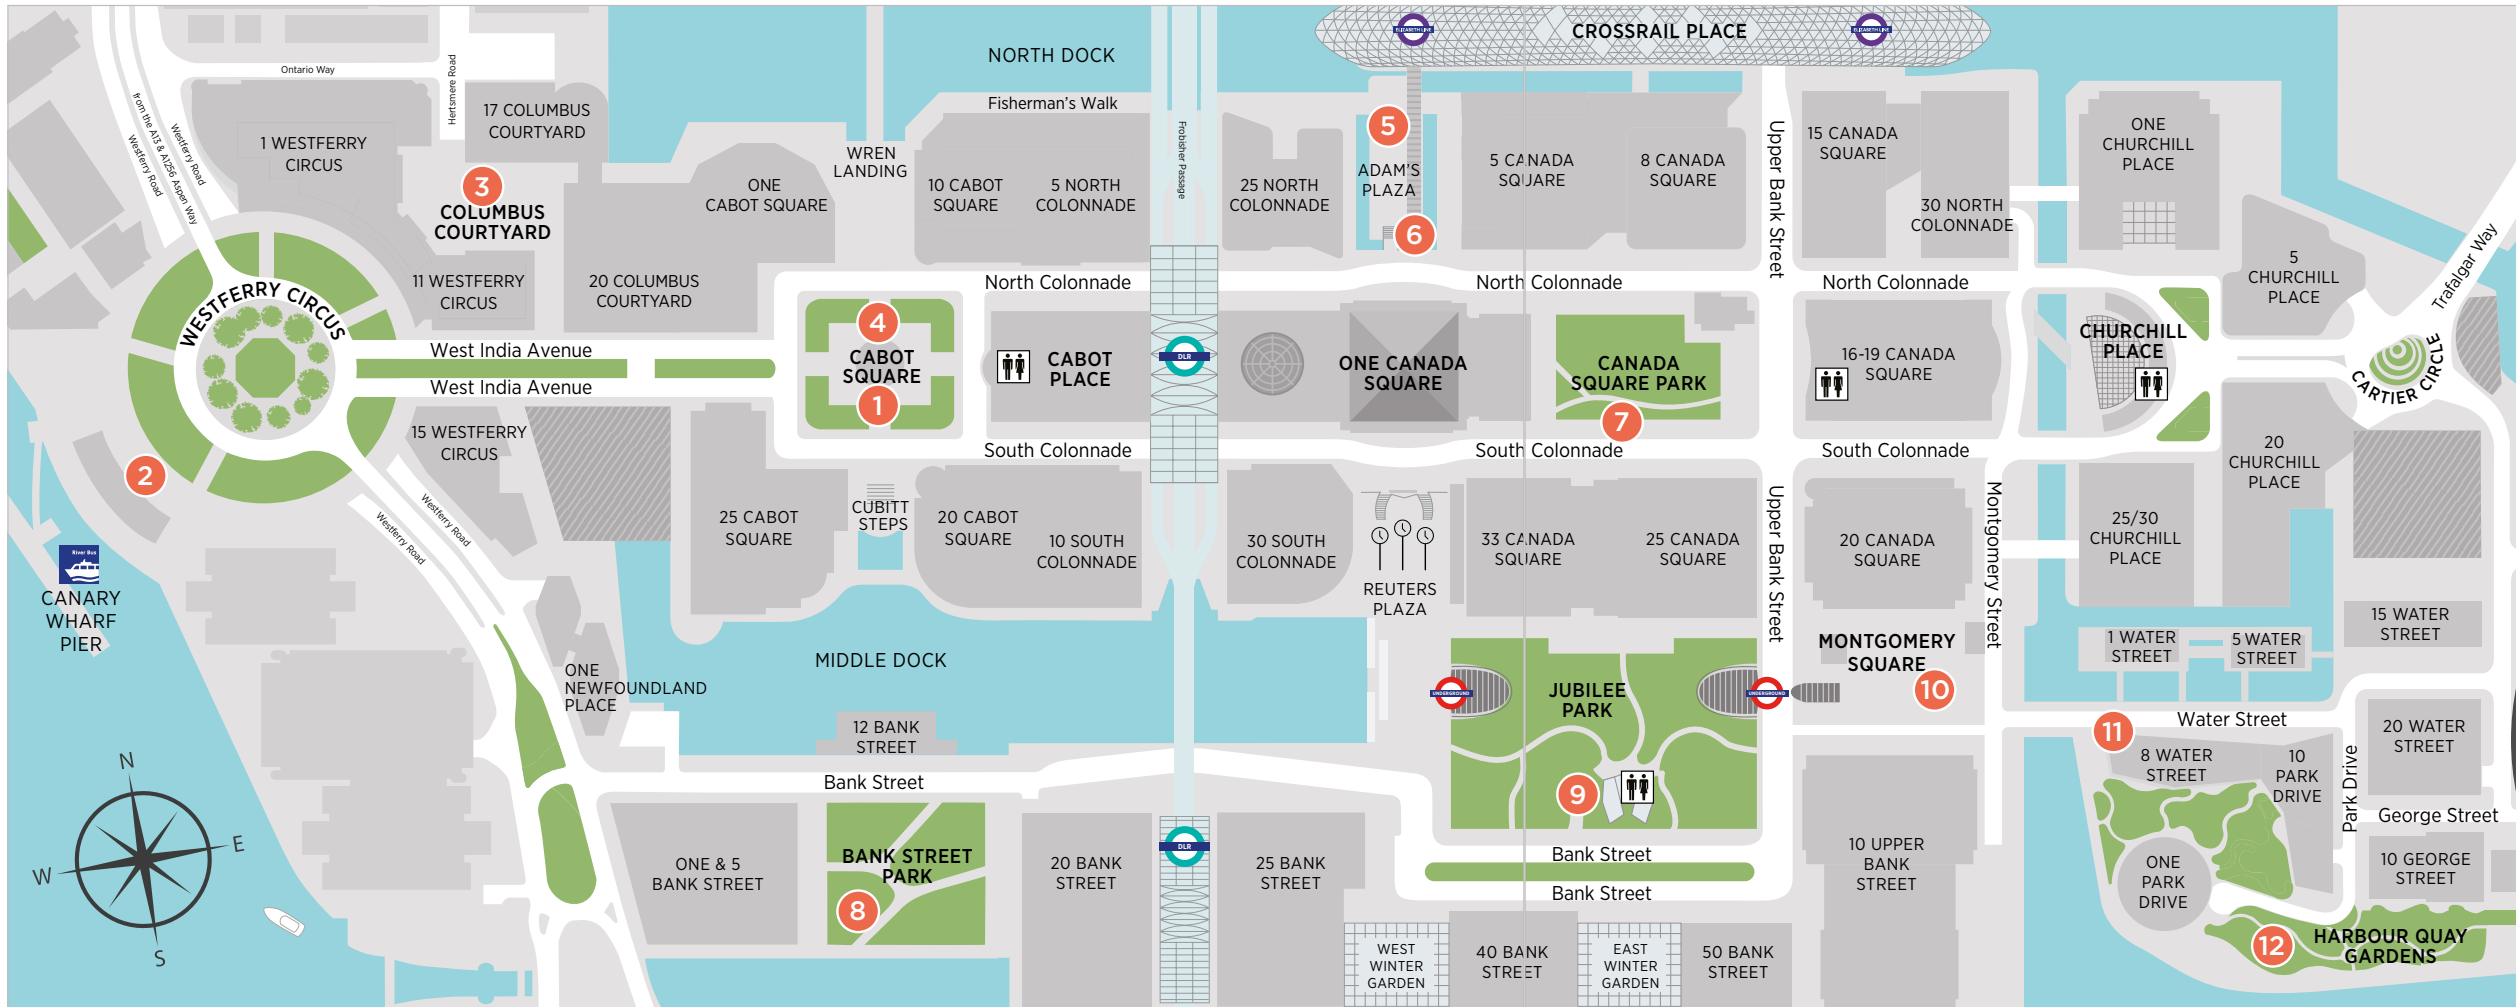 NORTH DOCK
CROSSRAIL PLACE
ELIZABETH LINE
ELIZABETH LINE
Ontario Way
Hertsmere Road
from the A13 & A1256 Aspen Way
Westferry Road
Westferry Road
17 COLUMBUS
COURTYARD
1 WESTFERRY
CIRCUS
3
COLUMBUS
COURTYARD
11 WESTFERRY
CIRCUS
20 COLUMBUS
COURTYARD
ONE
CABOT SQUARE
WREN
LANDING
Fisherman's Walk
10 CABOT
SQUARE
5 NORTH
COLONNADE
Frobisher Passage
25 NORTH
COLONNADE
5
ADAM'S
PLAZA
6
5 CANADA
SQUARE
8 CANADA
SQUARE
Upper Bank Street
15 CANADA
SQUARE
30 NORTH
COLONNADE
ONE
CHURCHILL
PLACE
5
CHURCHILL
PLACE
Trafalgar Way
North Colonnade
North Colonnade
North Colonnade
WESTFERRY CIRCUS
West India Avenue
West India Avenue
4
CABOT
SQUARE
1
CABOT
PLACE
DLR
ONE CANADA
SQUARE
CANADA
SQUARE PARK
7
16-19 CANADA
SQUARE
CHURCHILL
PLACE
CARTIER CIRCLE
South Colonnade
South Colonnade
South Colonnade
2
15 WESTFERRY
CIRCUS
Westferry Road
Westferry Road
25 CABOT
SQUARE
CUBITT
STEPS
20 CABOT
SQUARE
10 SOUTH
COLONNADE
30 SOUTH
COLONNADE
REUTERS
PLAZA
33 CANADA
SQUARE
25 CANADA
SQUARE
Upper Bank Street
20 CANADA
SQUARE
Montgomery Street
25/30
CHURCHILL
PLACE
20
CHURCHILL
PLACE
River Bus
CANARY
WHARF
PIER
ONE
NEWFOUNDLAND
PLACE
MIDDLE DOCK
12 BANK
STREET
UNDERGROUND
JUBILEE
PARK
UNDERGROUND
9
MONTGOMERY
SQUARE
10
1 WATER
STREET
5 WATER
STREET
15 WATER
STREET
Water Street
11
8 WATER
STREET
10
PARK
DRIVE
Park Drive
20 WATER
STREET
George Street
10 GEORGE
STREET
ONE
PARK
DRIVE
12
HARBOUR QUAY
GARDENS
Bank Street
ONE & 5
BANK STREET
BANK STREET
PARK
8
20 BANK
STREET
DLR
25 BANK
STREET
Bank Street
Bank Street
WEST
WINTER
GARDEN
40 BANK
STREET
EAST
WINTER
GARDEN
50 BANK
STREET
10 UPPER
BANK
STREET
N
E
S
W